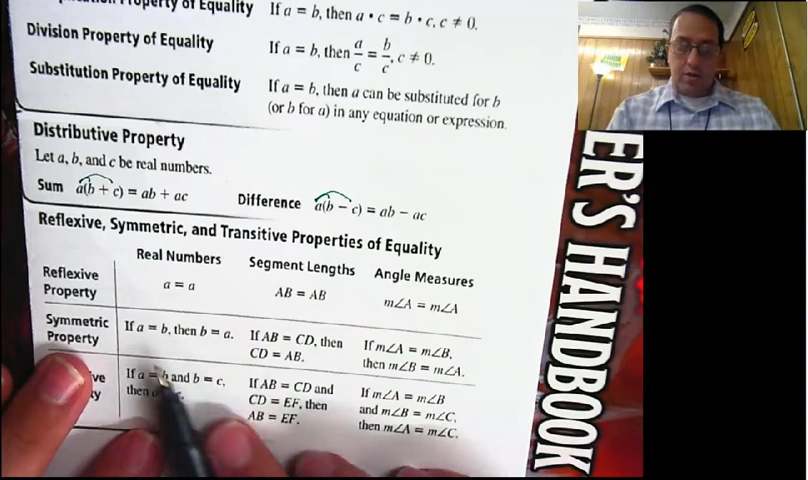 Property of Equality If a = b, then a • c = b • c, c ≠ 0.
Division Property of Equality If a = b, then a/c = b/c, c ≠ 0.
Substitution Property of Equality If a = b, then a can be substituted for b
(or b for a) in any equation or expression.
Distributive Property
Let a, b, and c be real numbers.
Sum a(b + c) = ab + ac Difference a(b − c) = ab − ac
Reflexive, Symmetric, and Transitive Properties of Equality
Real Numbers Segment Lengths Angle Measures
Reflexive
Property
a = a
AB = AB
m∠A = m∠A
Symmetric
Property
If a = b, then b = a.
If AB = CD, then
CD = AB.
If m∠A = m∠B,
then m∠B = m∠A.
If a = b and b = c,
then
If AB = CD and
CD = EF, then
AB = EF.
If m∠A = m∠B
and m∠B = m∠C,
then m∠A = m∠C.
ER'S HANDBOOK